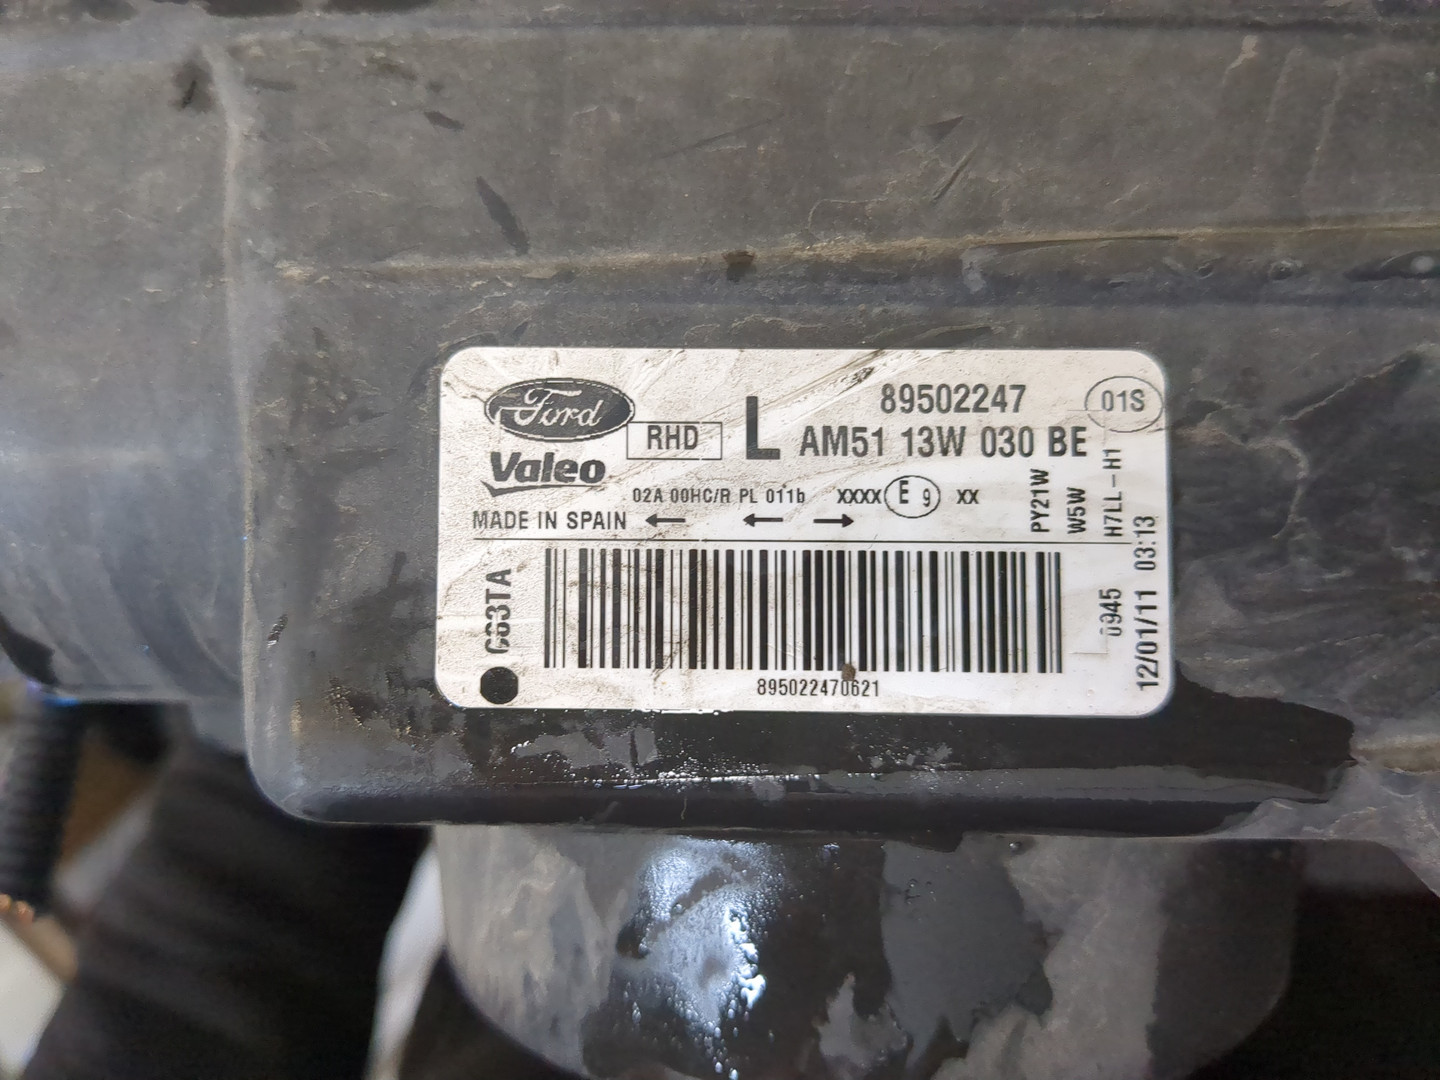 Ford
89502247
01S
RHD
L
AM51 13W 030 BE
Valeo
02A 00HC/R PL 011b XXXX E 9 XX
MADE IN SPAIN ← ← →
PY21W
W5W
H7LL-H1
C63TA
0945
12/01/11 03:13
895022470621